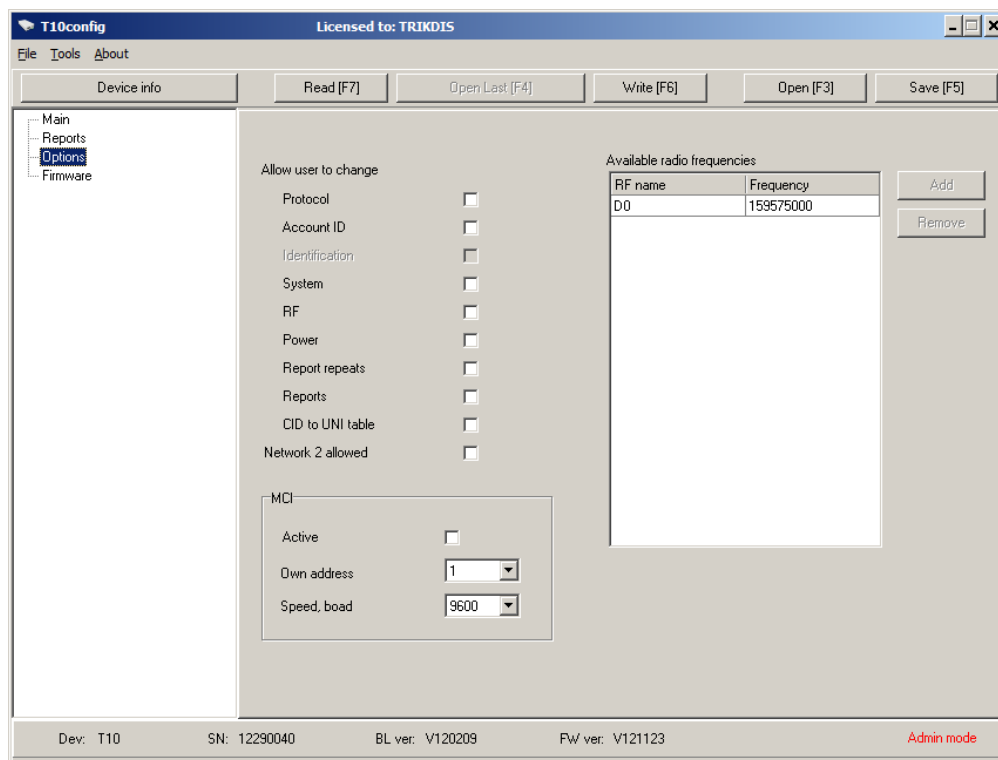 T10config Licensed to: TRIKDIS
File Tools About
Device info Read [F7] Open Last [F4] Write [F6] Open [F3] Save [F5]
Main
Reports
Options
Firmware
Allow user to change
Protocol
Account ID
Identification
System
RF
Power
Report repeats
Reports
CID to UNI table
Network 2 allowed
MCI
Active
Own address 1
Speed, boad 9600
Available radio frequencies
RF name Frequency
D0 159575000
Add
Remove
Dev: T10 SN: 12290040 BL ver: V120209 FW ver: V121123 Admin mode